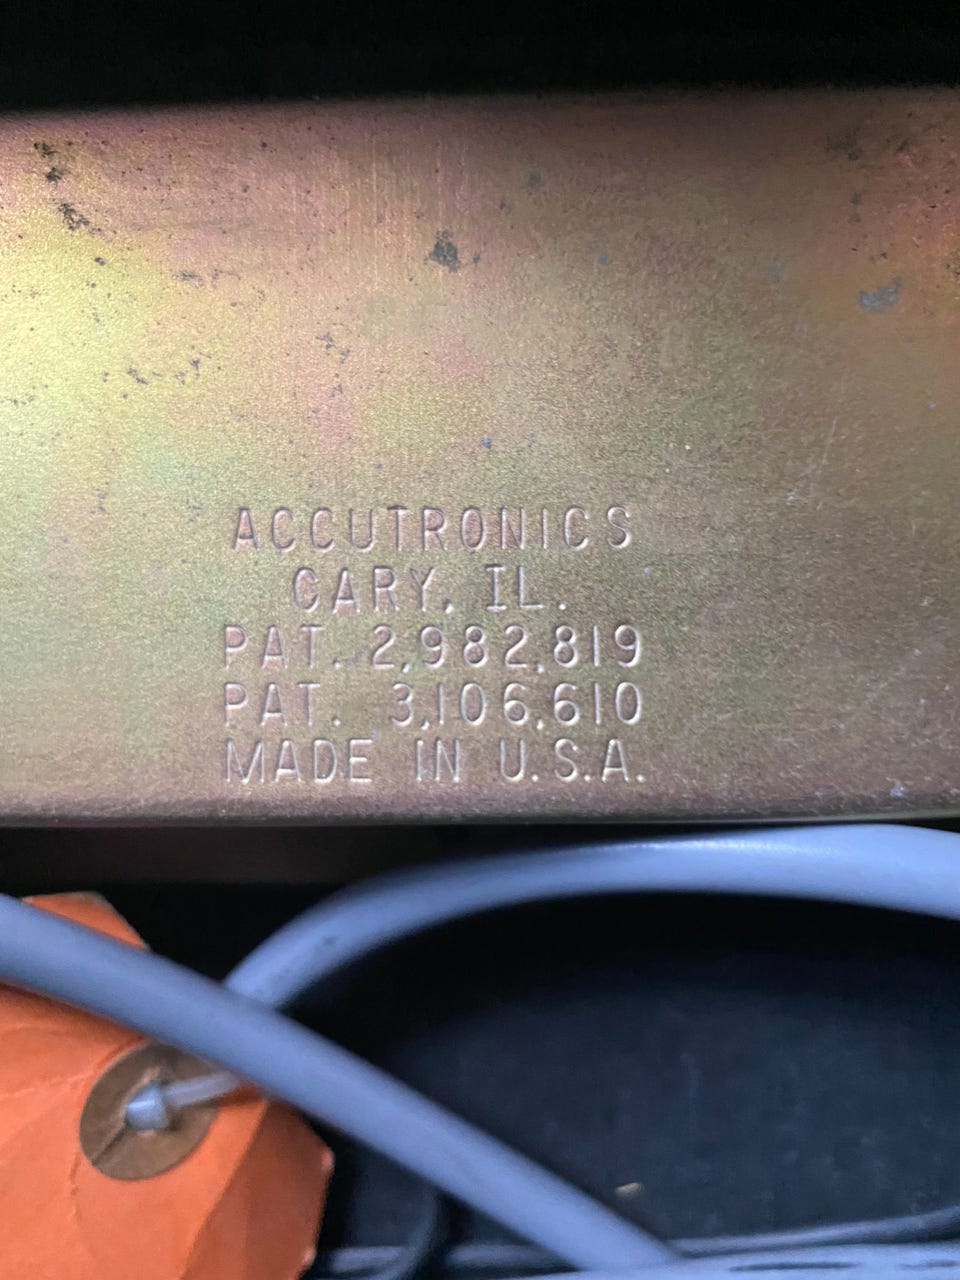 ACCUTRONICS
CARY, IL.
PAT. 2,982,819
PAT. 3,106,610
MADE IN U.S.A.